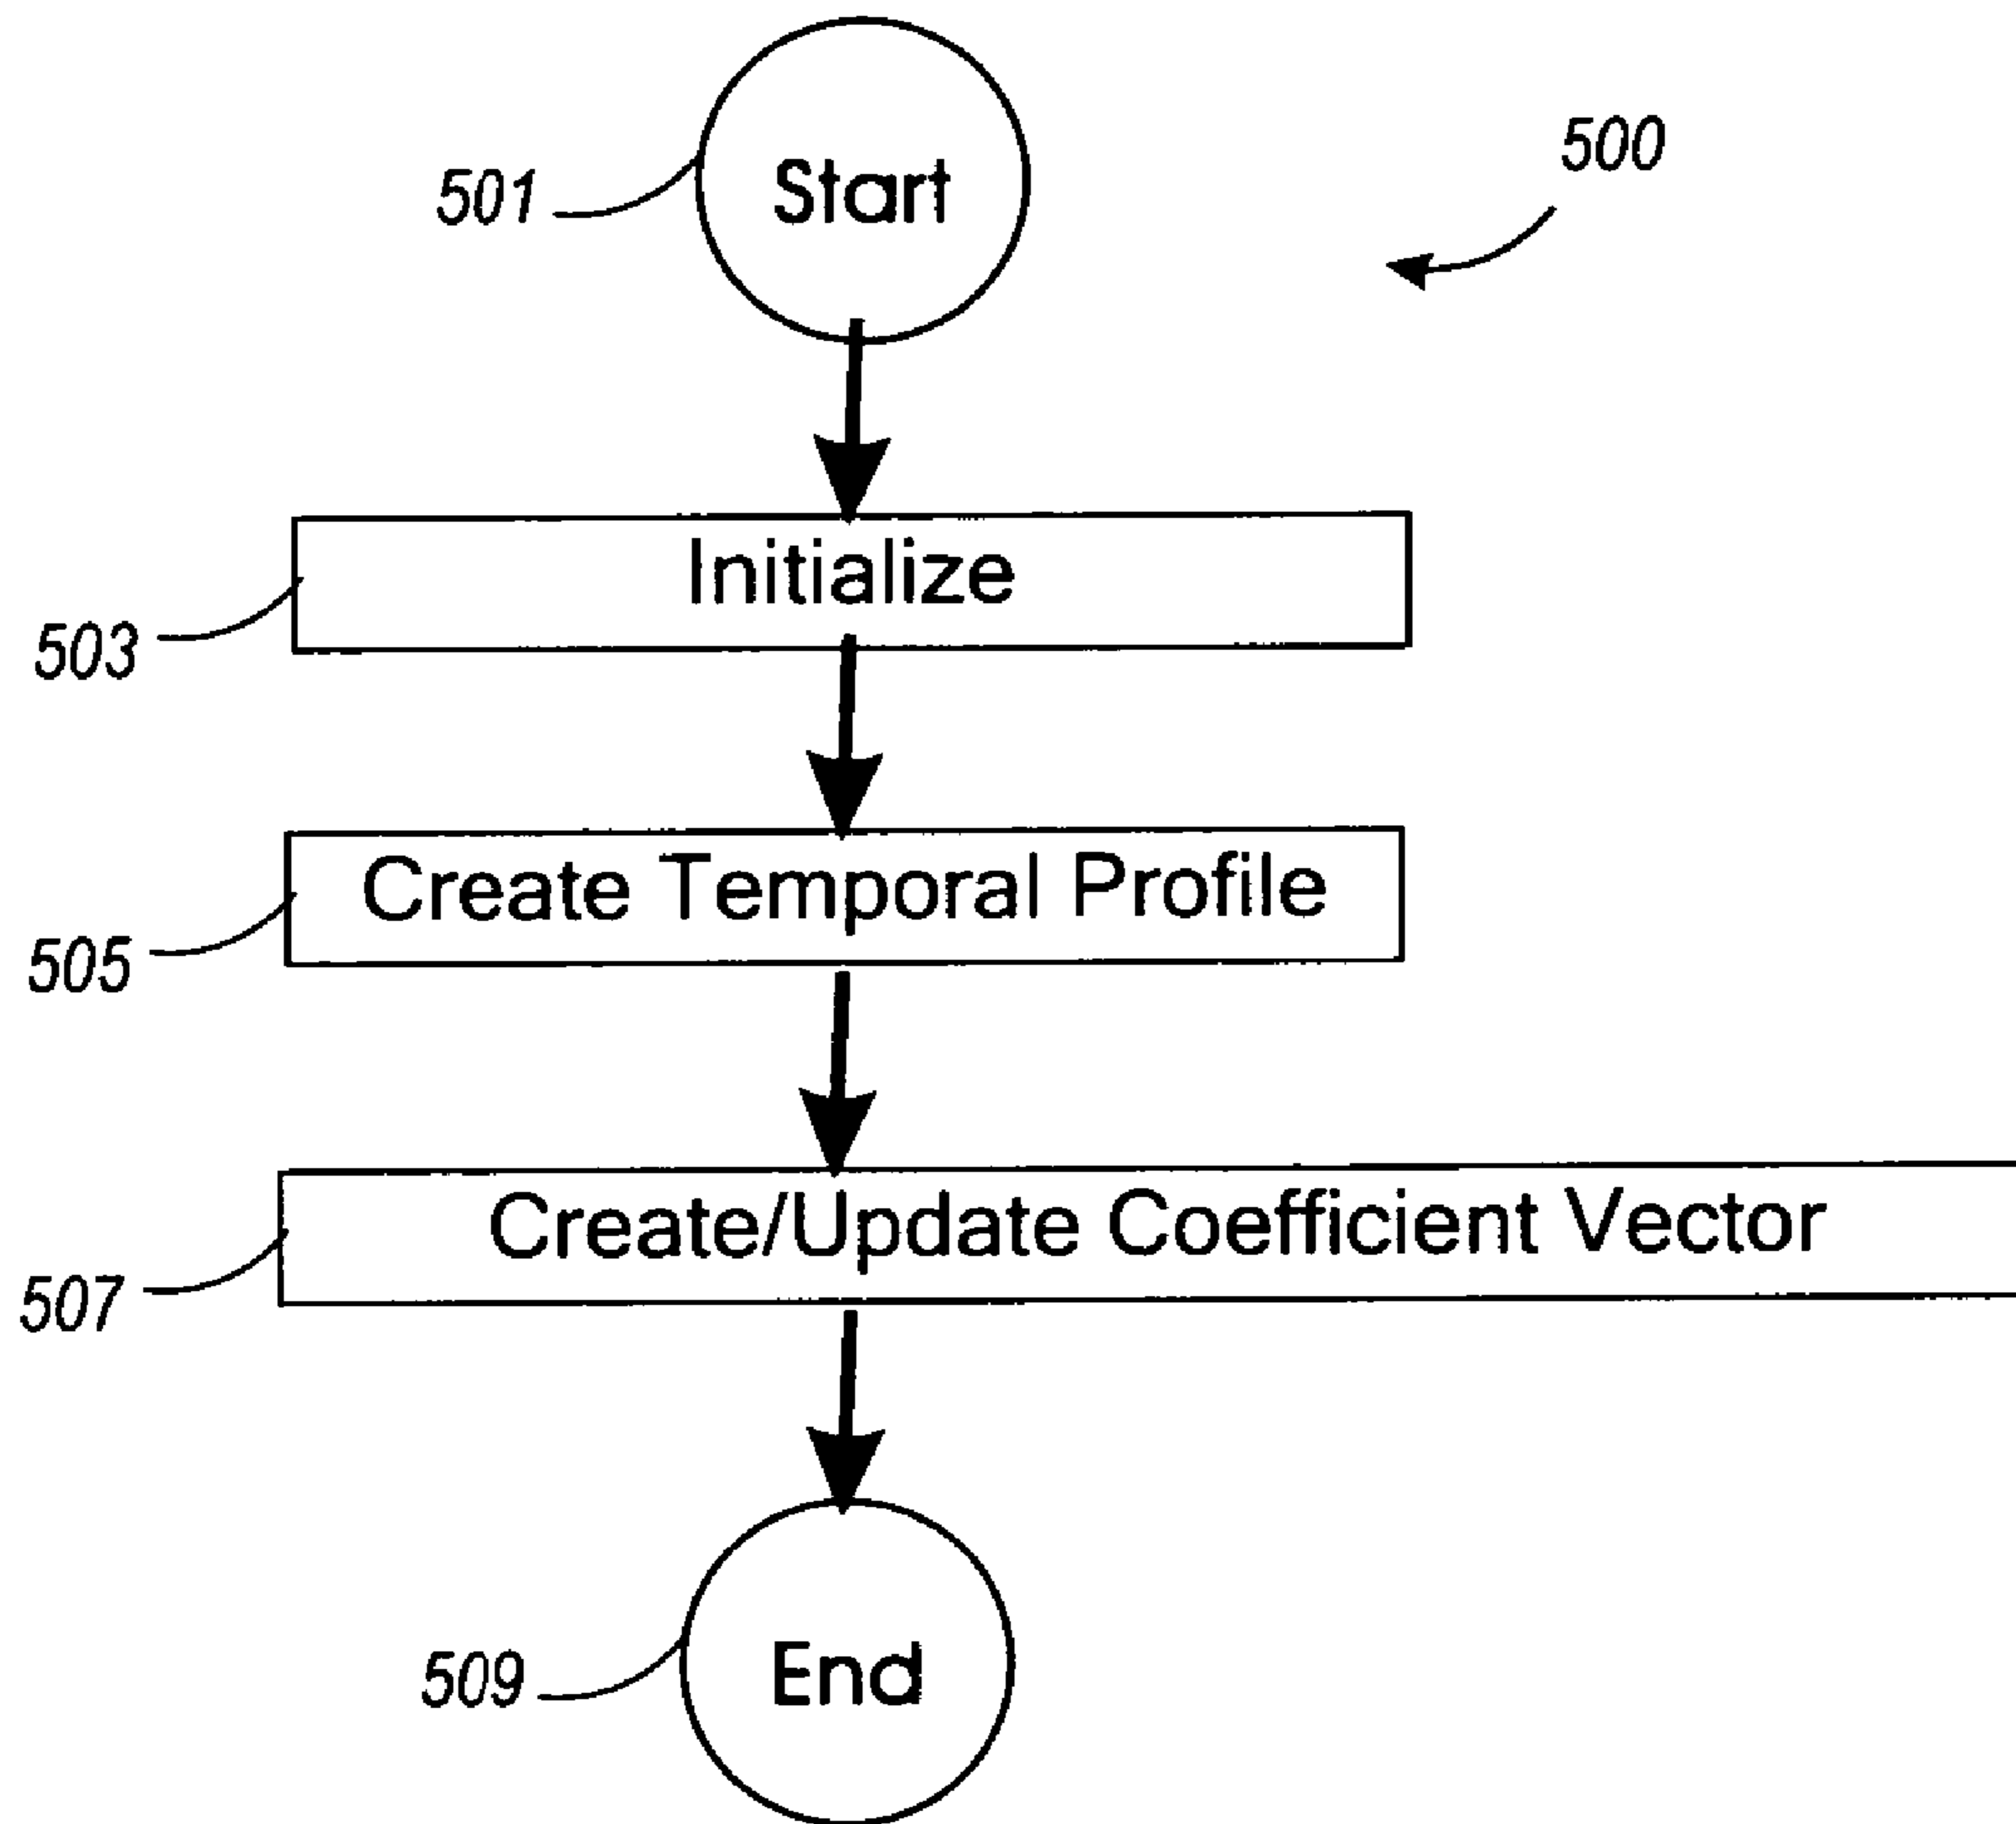 500
501
Start
Initialize
503
Create Temporal Profile
505
Create/Update Coefficient Vector
507
End
509